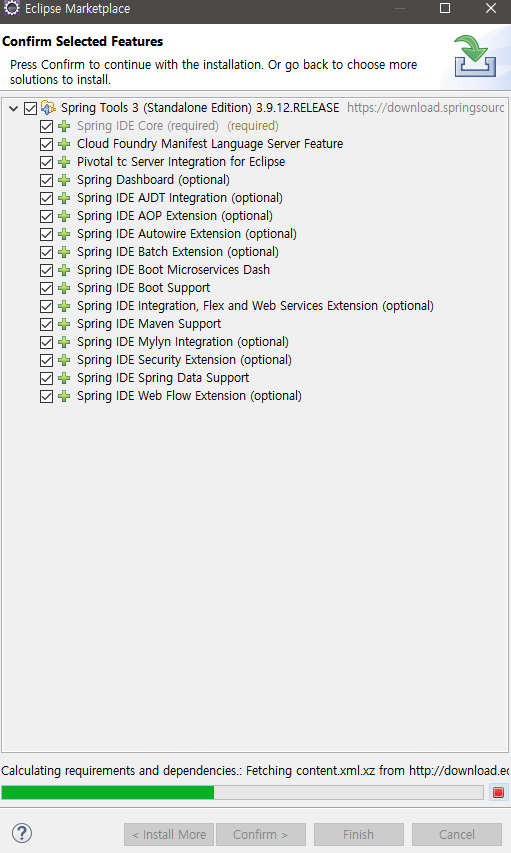 Eclipse Marketplace
Confirm Selected Features
Press Confirm to continue with the installation. Or go back to choose more
solutions to install.
Spring Tools 3 (Standalone Edition) 3.9.12.RELEASE https://download.springsourc
Spring IDE Core (required) (required)
Cloud Foundry Manifest Language Server Feature
Pivotal tc Server Integration for Eclipse
Spring Dashboard (optional)
Spring IDE AJDT Integration (optional)
Spring IDE AOP Extension (optional)
Spring IDE Autowire Extension (optional)
Spring IDE Batch Extension (optional)
Spring IDE Boot Microservices Dash
Spring IDE Boot Support
Spring IDE Integration, Flex and Web Services Extension (optional)
Spring IDE Maven Support
Spring IDE Mylyn Integration (optional)
Spring IDE Security Extension (optional)
Spring IDE Spring Data Support
Spring IDE Web Flow Extension (optional)
Calculating requirements and dependencies.: Fetching content.xml.xz from http://download.ec
? < Install More Confirm > Finish Cancel